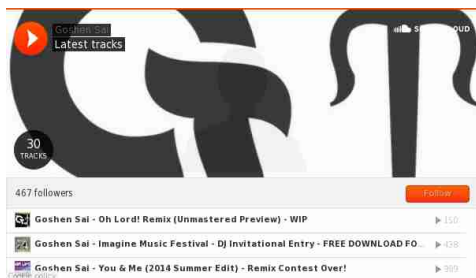 Goshen Sai
Latest tracks
30
TRACKS
467 followers
Follow
Goshen Sai - Oh Lord! Remix (Unmastered Preview) - WIP
150
Goshen Sai - Imagine Music Festival - DJ Invitational Entry - FREE DOWNLOAD FO...
438
Goshen Sai - You & Me (2014 Summer Edit) - Remix Contest Over!
Cookie policy